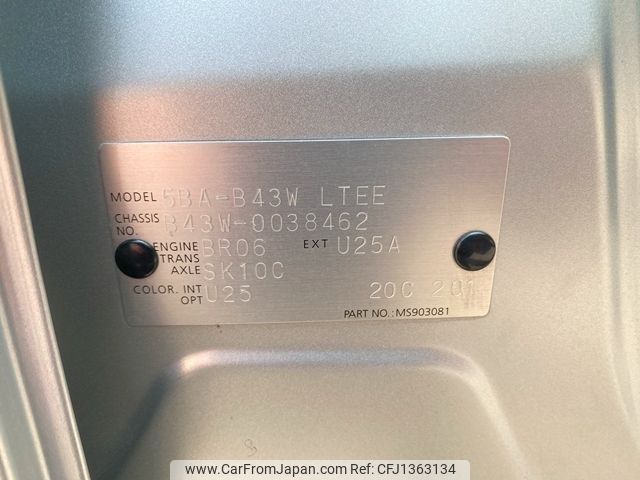 MODEL 5BA-B43W LTEE
CHASSIS NO. B43W-0038462
ENGINE BR06 EXT U25A
TRANS AXLE SK10C
COLOR. INT U25 20C 201
OPT
PART NO.:MS903081
www.CarFromJapan.com | CFJ1363134